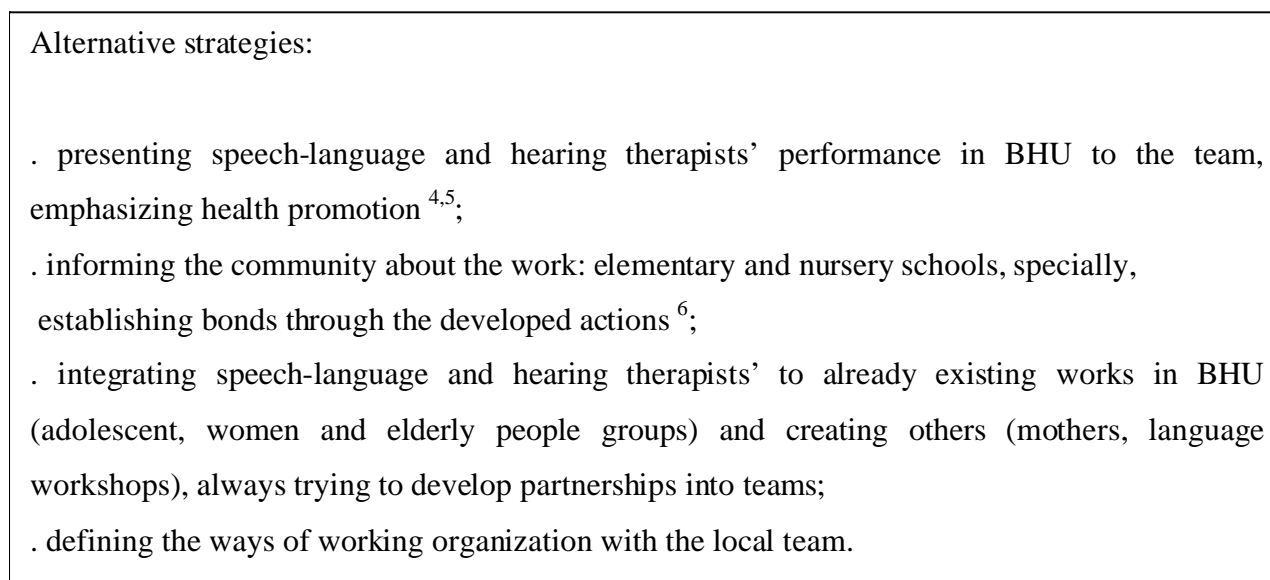 Alternative strategies:
. presenting speech-language and hearing therapists’ performance in BHU to the team,
emphasizing health promotion 4,5;
. informing the community about the work: elementary and nursery schools, specially,
establishing bonds through the developed actions 6;
. integrating speech-language and hearing therapists’ to already existing works in BHU
(adolescent, women and elderly people groups) and creating others (mothers, language
workshops), always trying to develop partnerships into teams;
. defining the ways of working organization with the local team.